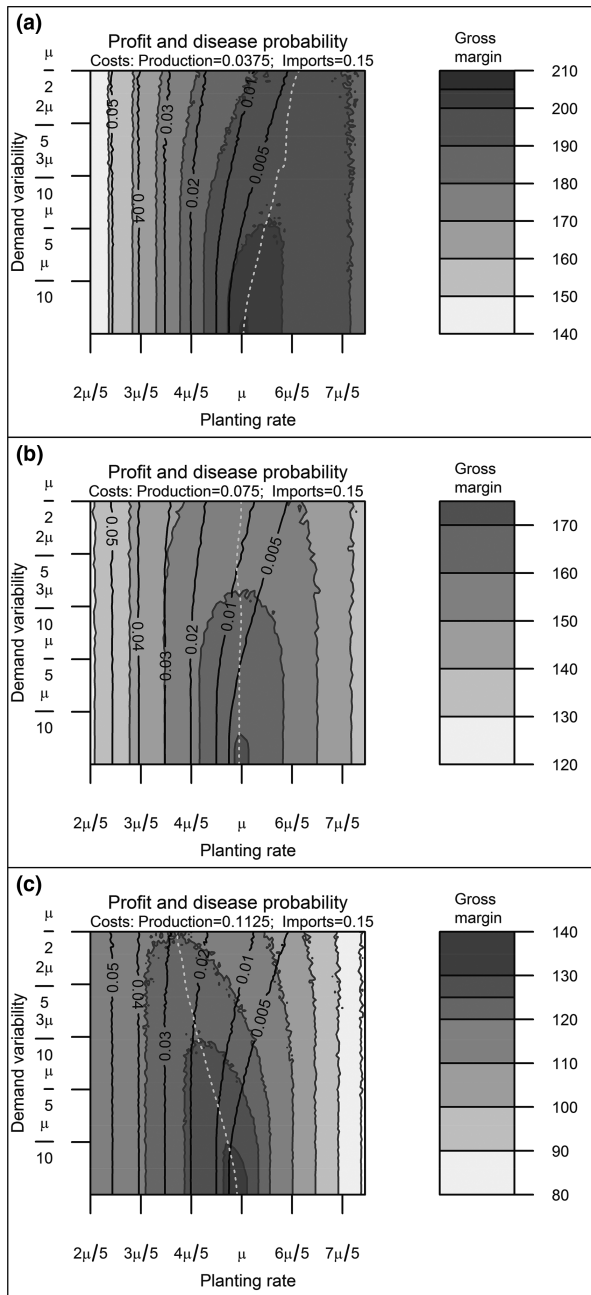 (a)
Profit and disease probability
Costs: Production=0.0375; Imports=0.15
Gross
margin
Demand variability
μ
2
2μ
5
3μ
10
μ
5
μ
10
0.05
0.04
0.03
0.02
0.01
0.005
210
200
190
180
170
160
150
140
2μ/5 3μ/5 4μ/5 μ 6μ/5 7μ/5
Planting rate
(b)
Profit and disease probability
Costs: Production=0.075; Imports=0.15
Gross
margin
Demand variability
μ
2
2μ
5
3μ
10
μ
5
μ
10
0.05
0.04
0.03
0.02
0.01
0.005
170
160
150
140
130
120
2μ/5 3μ/5 4μ/5 μ 6μ/5 7μ/5
Planting rate
(c)
Profit and disease probability
Costs: Production=0.1125; Imports=0.15
Gross
margin
Demand variability
μ
2
2μ
5
3μ
10
μ
5
μ
10
0.05
0.04
0.03
0.02
0.01
0.005
140
130
120
110
100
90
80
2μ/5 3μ/5 4μ/5 μ 6μ/5 7μ/5
Planting rate